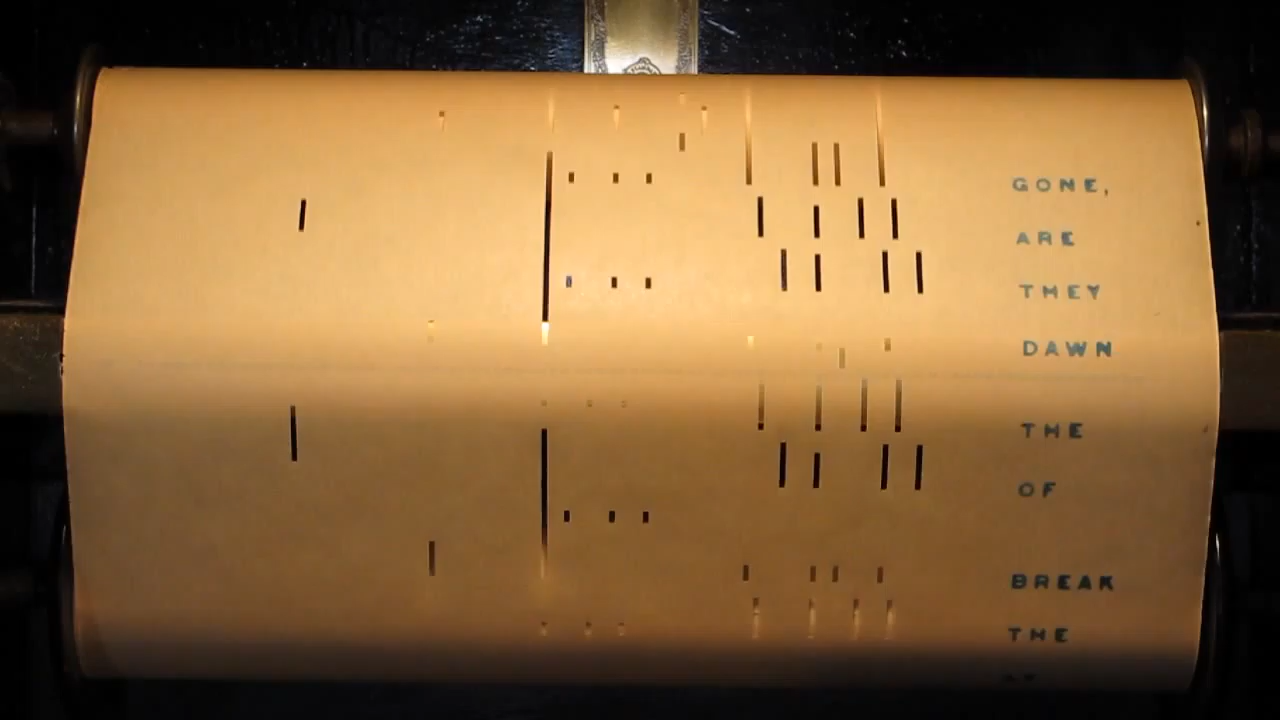 GONE,
ARE
THEY
DAWN
THE
OF
BREAK
THE